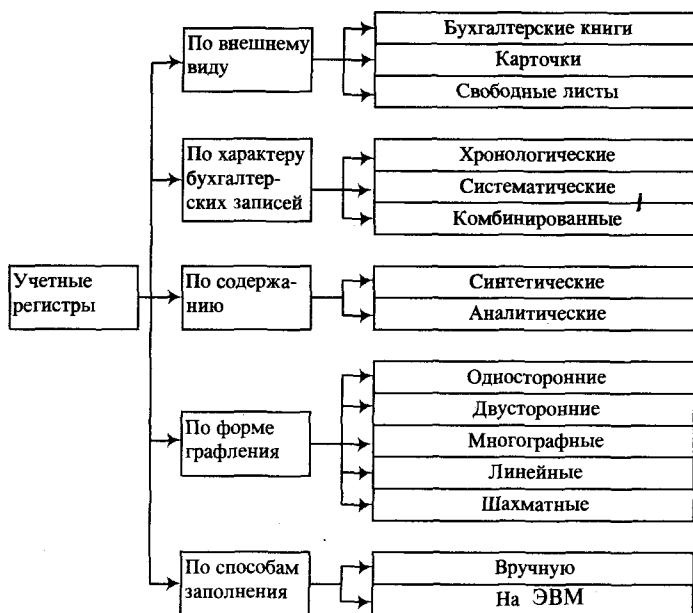 По внешнему
виду
Бухгалтерские книги
Карточки
Свободные листы
По характеру
бухгалтер-
ских записей
Хронологические
Систематические
Комбинированные
Учетные
регистры
По содержа-
нию
Синтетические
Аналитические
По форме
графления
Односторонние
Двусторонние
Многографные
Линейные
Шахматные
По способам
заполнения
Вручную
На ЭВМ